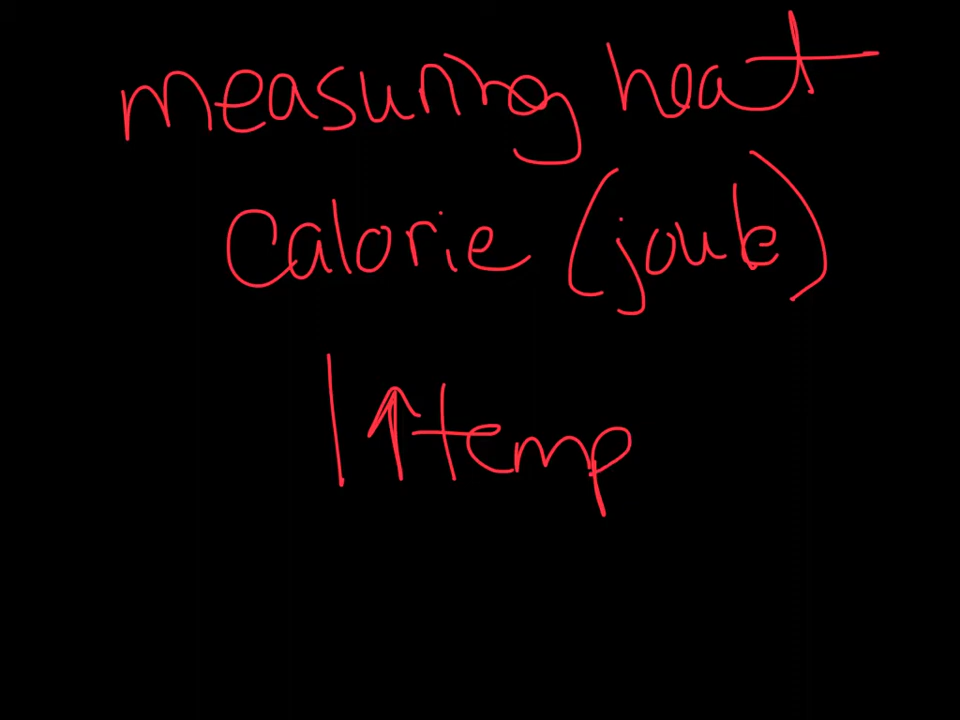 measuring heat
calorie (joule)
1 ↑ temp